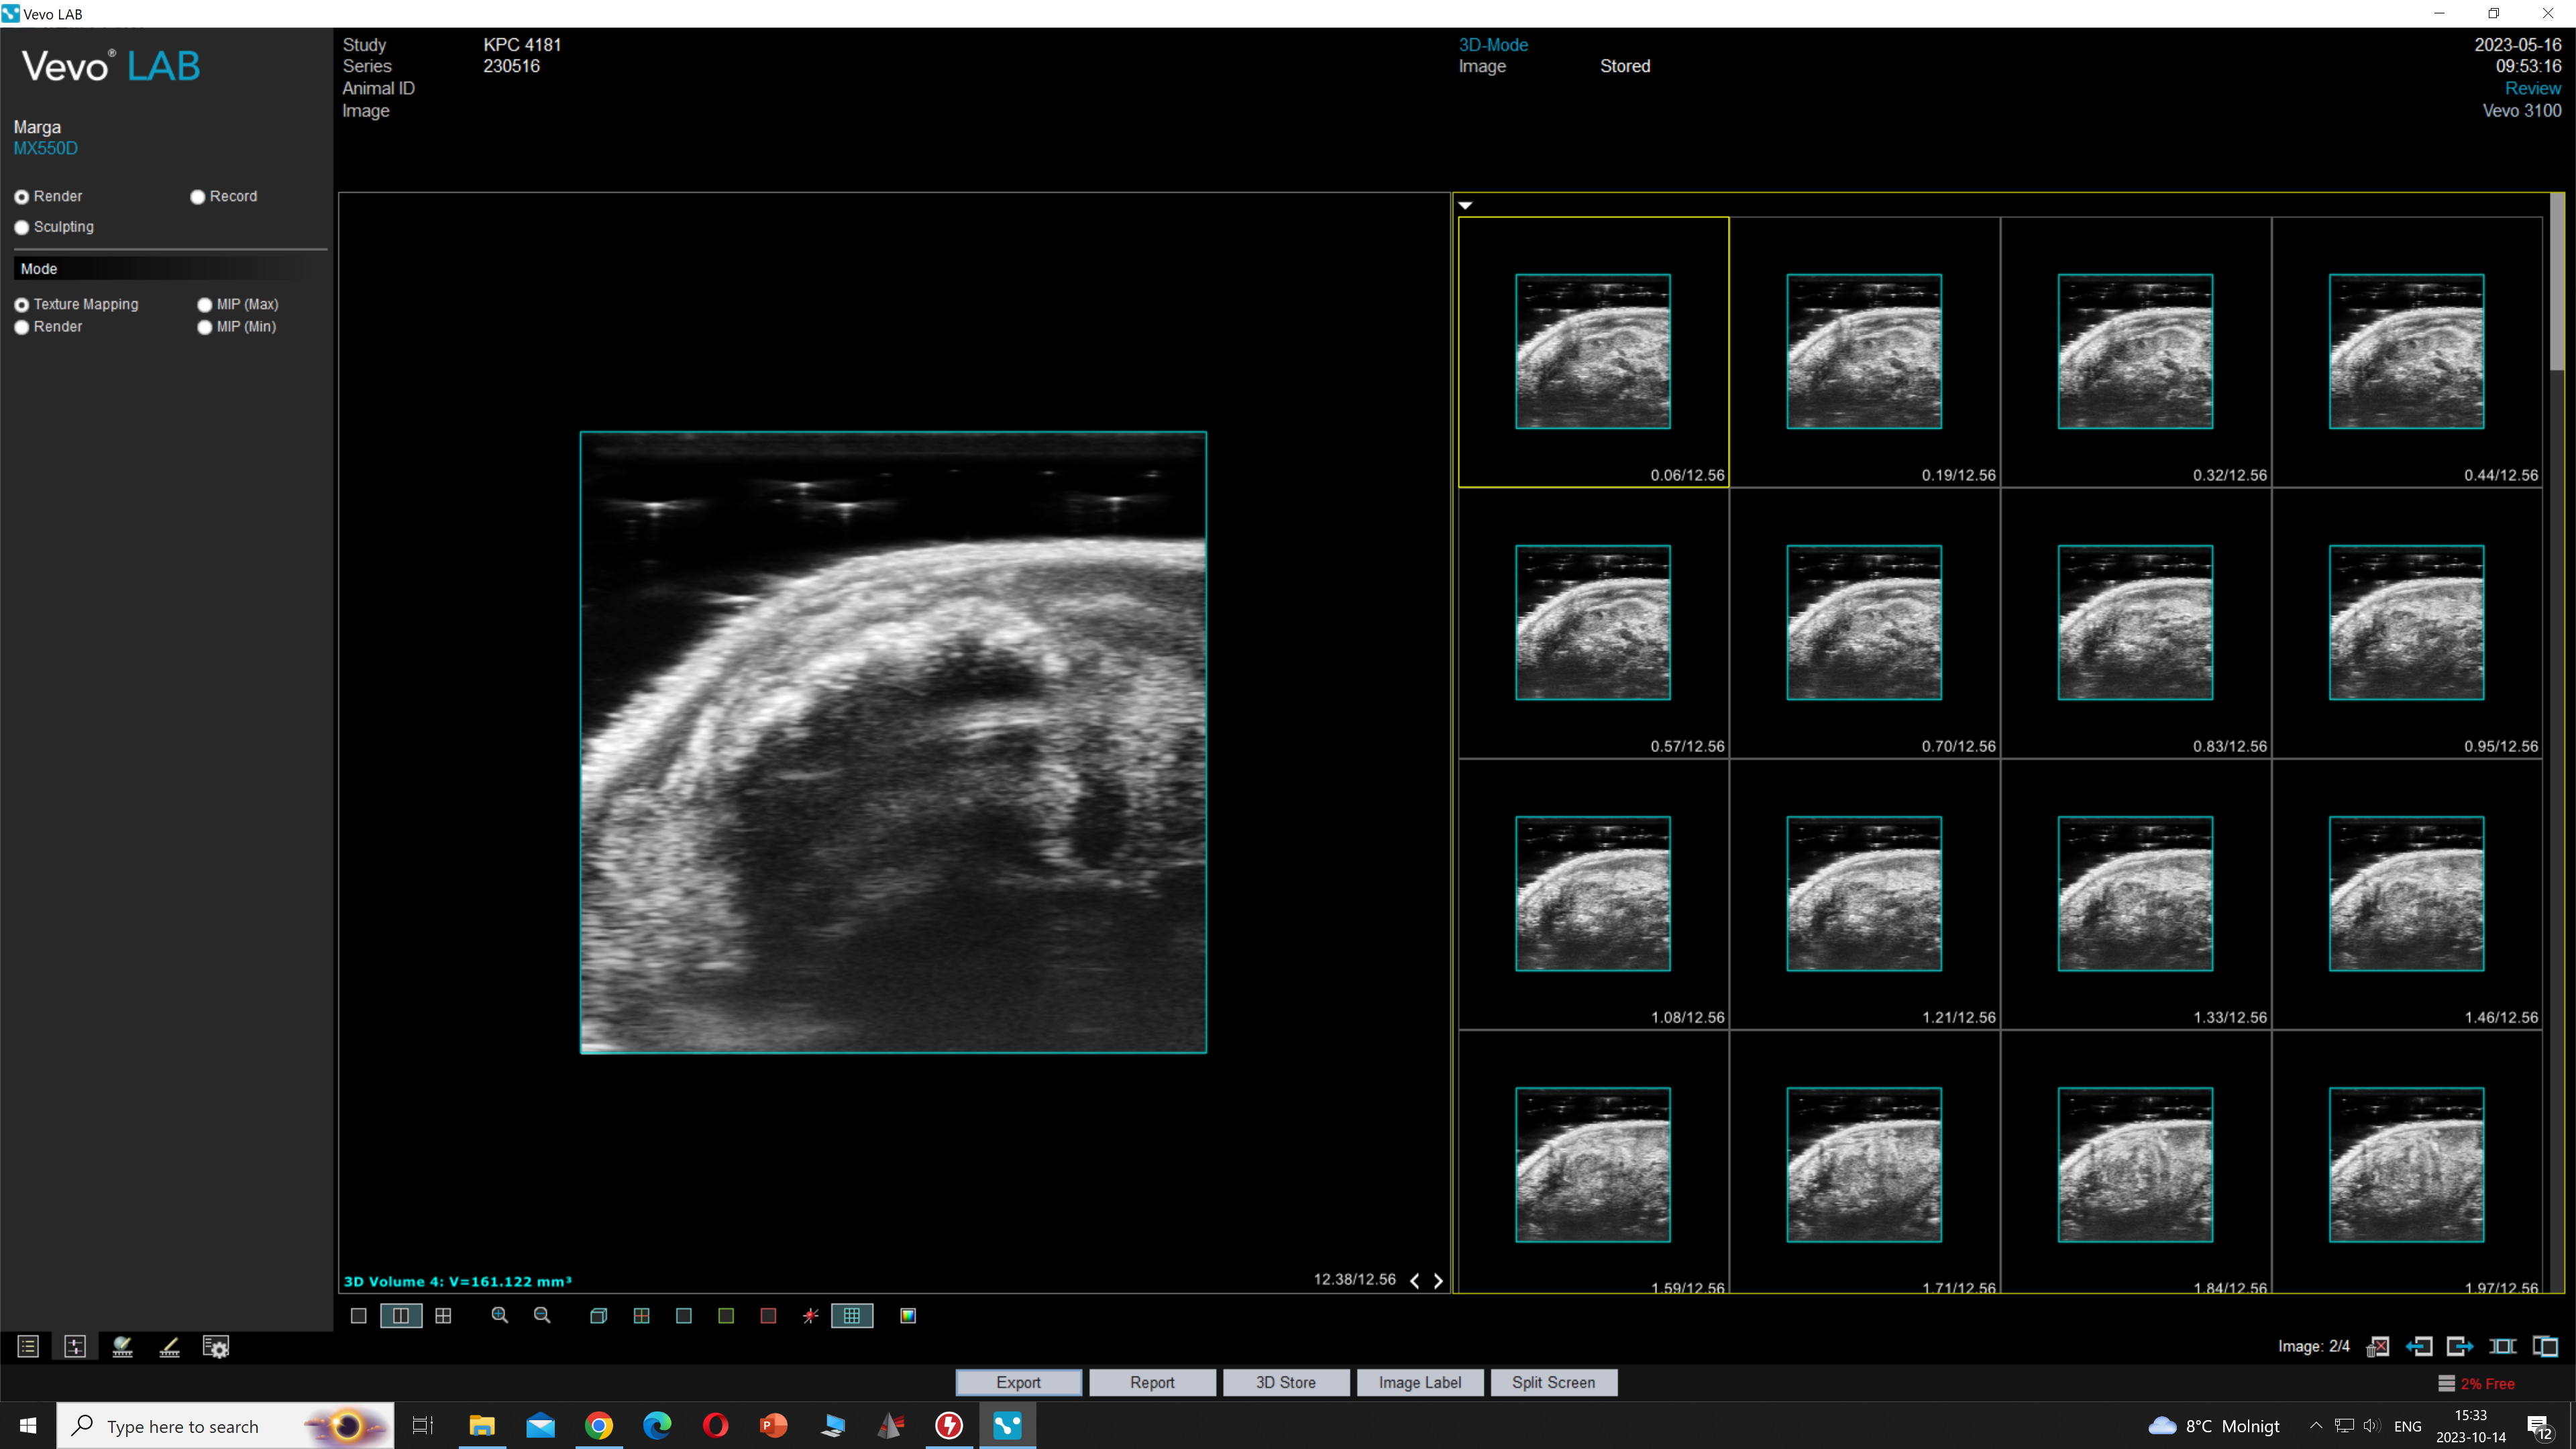 Vevo LAB
Vevo® LAB
Marga
MX550D
Render
Record
Sculpting
Mode
Texture Mapping
MIP (Max)
Render
MIP (Min)
Study KPC 4181
Series 230516
Animal ID
Image
3D-Mode
Image Stored
2023-05-16
09:53:16
Review
Vevo 3100
0.06/12.56
0.19/12.56
0.32/12.56
0.44/12.56
0.57/12.56
0.70/12.56
0.83/12.56
0.95/12.56
1.08/12.56
1.21/12.56
1.33/12.56
1.46/12.56
1.59/12.56
1.71/12.56
1.84/12.56
1.97/12.56
3D Volume 4: V=161.122 mm³
12.38/12.56
Image: 2/4
Export
Report
3D Store
Image Label
Split Screen
2% Free
Type here to search
8°C Molnigt
ENG
15:33
2023-10-14
12